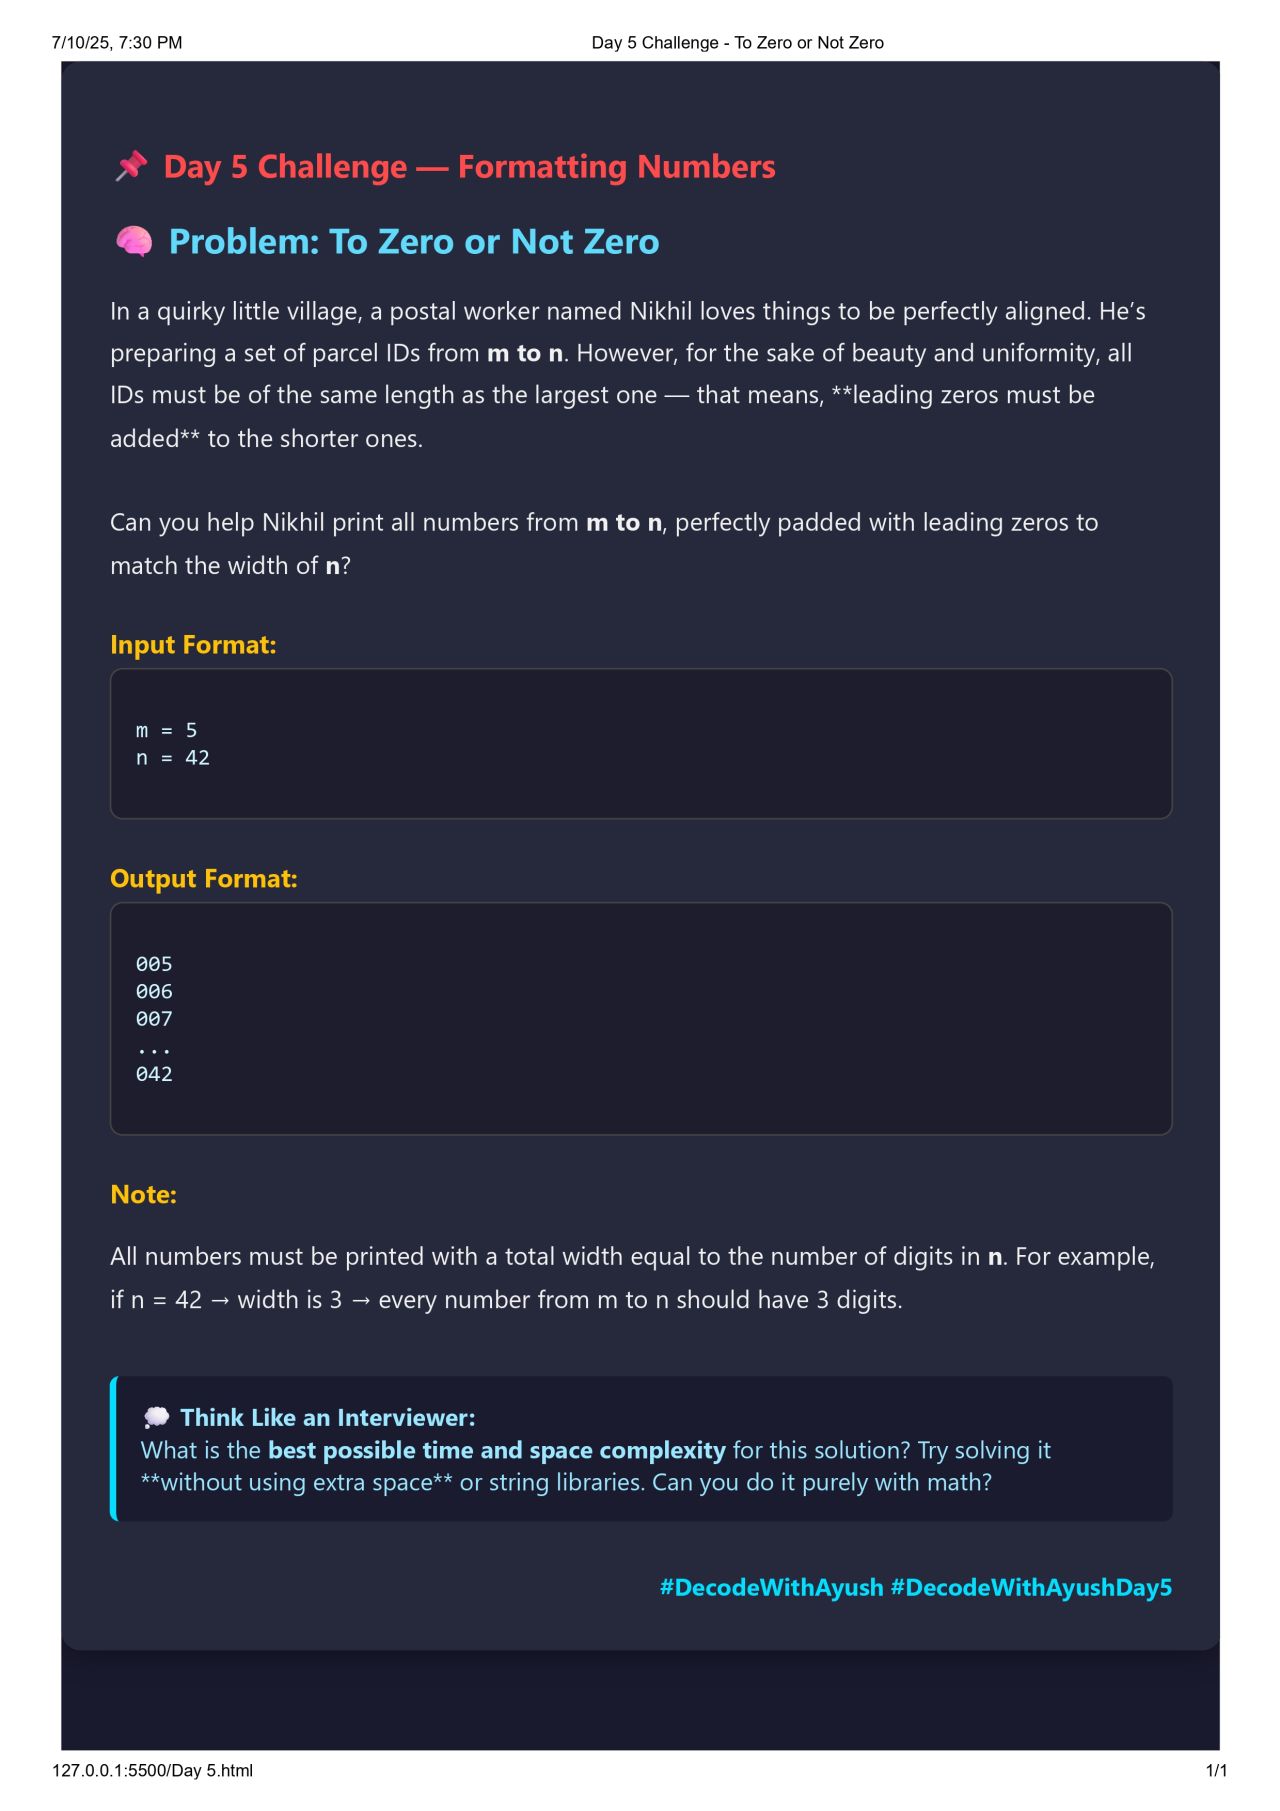 7/10/25, 7:30 PM
Day 5 Challenge - To Zero or Not Zero
Day 5 Challenge — Formatting Numbers
Problem: To Zero or Not Zero
In a quirky little village, a postal worker named Nikhil loves things to be perfectly aligned. He’s
preparing a set of parcel IDs from m to n. However, for the sake of beauty and uniformity, all
IDs must be of the same length as the largest one — that means, **leading zeros must be
added** to the shorter ones.
Can you help Nikhil print all numbers from m to n, perfectly padded with leading zeros to
match the width of n?
Input Format:
m = 5
n = 42
Output Format:
005
006
007
...
042
Note:
All numbers must be printed with a total width equal to the number of digits in n. For example,
if n = 42 → width is 3 → every number from m to n should have 3 digits.
Think Like an Interviewer:
What is the best possible time and space complexity for this solution? Try solving it
**without using extra space** or string libraries. Can you do it purely with math?
#DecodeWithAyush #DecodeWithAyushDay5
127.0.0.1:5500/Day 5.html
1/1